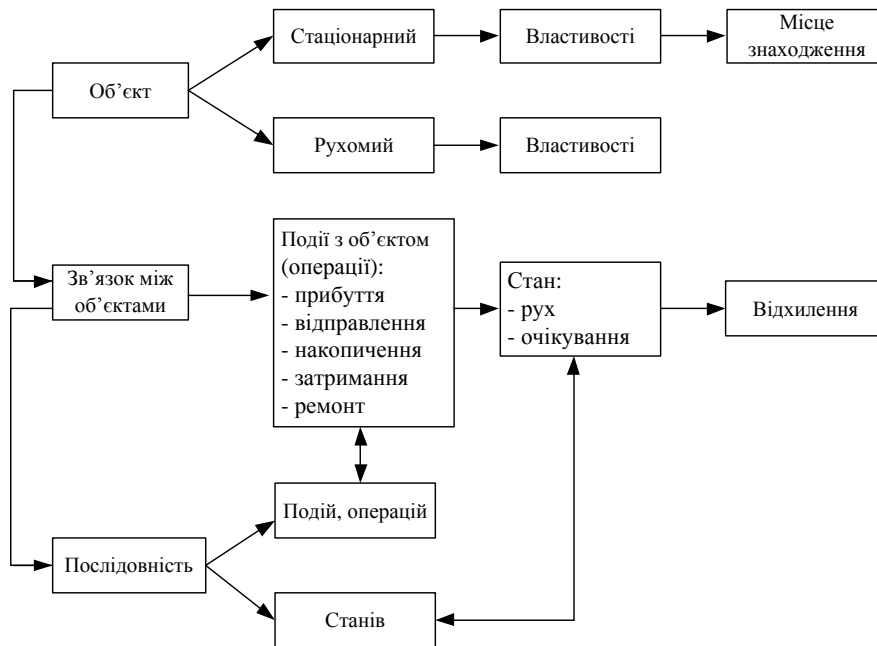 Стаціонарний
Властивості
Місце
знаходження
Об’єкт
Рухомий
Властивості
Зв’язок між
об’єктами
Події з об’єктом
(операції):
- прибуття
- відправлення
- накопичення
- затримання
- ремонт
Стан:
- рух
- очікування
Відхилення
Подій, операцій
Послідовність
Станів